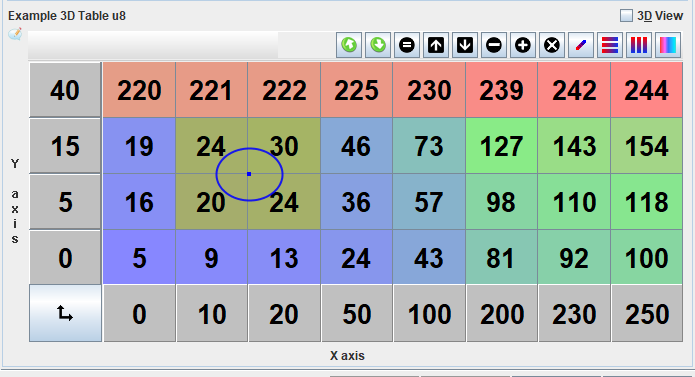 Example 3D Table u8
3D View
40 220 221 222 225 230 239 242 244
15 19 24 30 46 73 127 143 154
Y axis
5 16 20 24 36 57 98 110 118
0 5 9 13 24 43 81 92 100
0 10 20 50 100 200 230 250
X axis